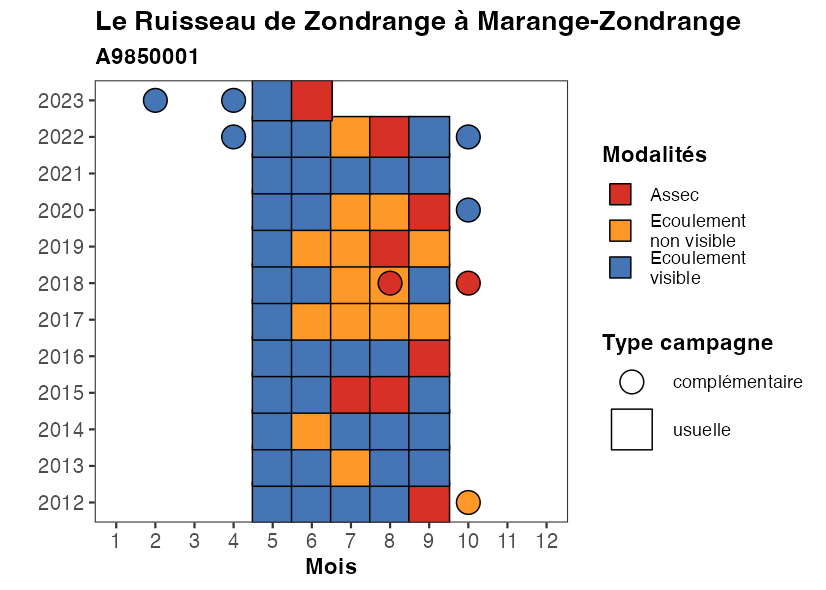 Le Ruisseau de Zondrange à Marange-Zondrange
A9850001
2023
2022
2021
2020
2019
2018
2017
2016
2015
2014
2013
2012
1 2 3 4 5 6 7 8 9 10 11 12
Mois
Modalités
Assec
Ecoulement
non visible
Ecoulement
visible
Type campagne
complémentaire
usuelle